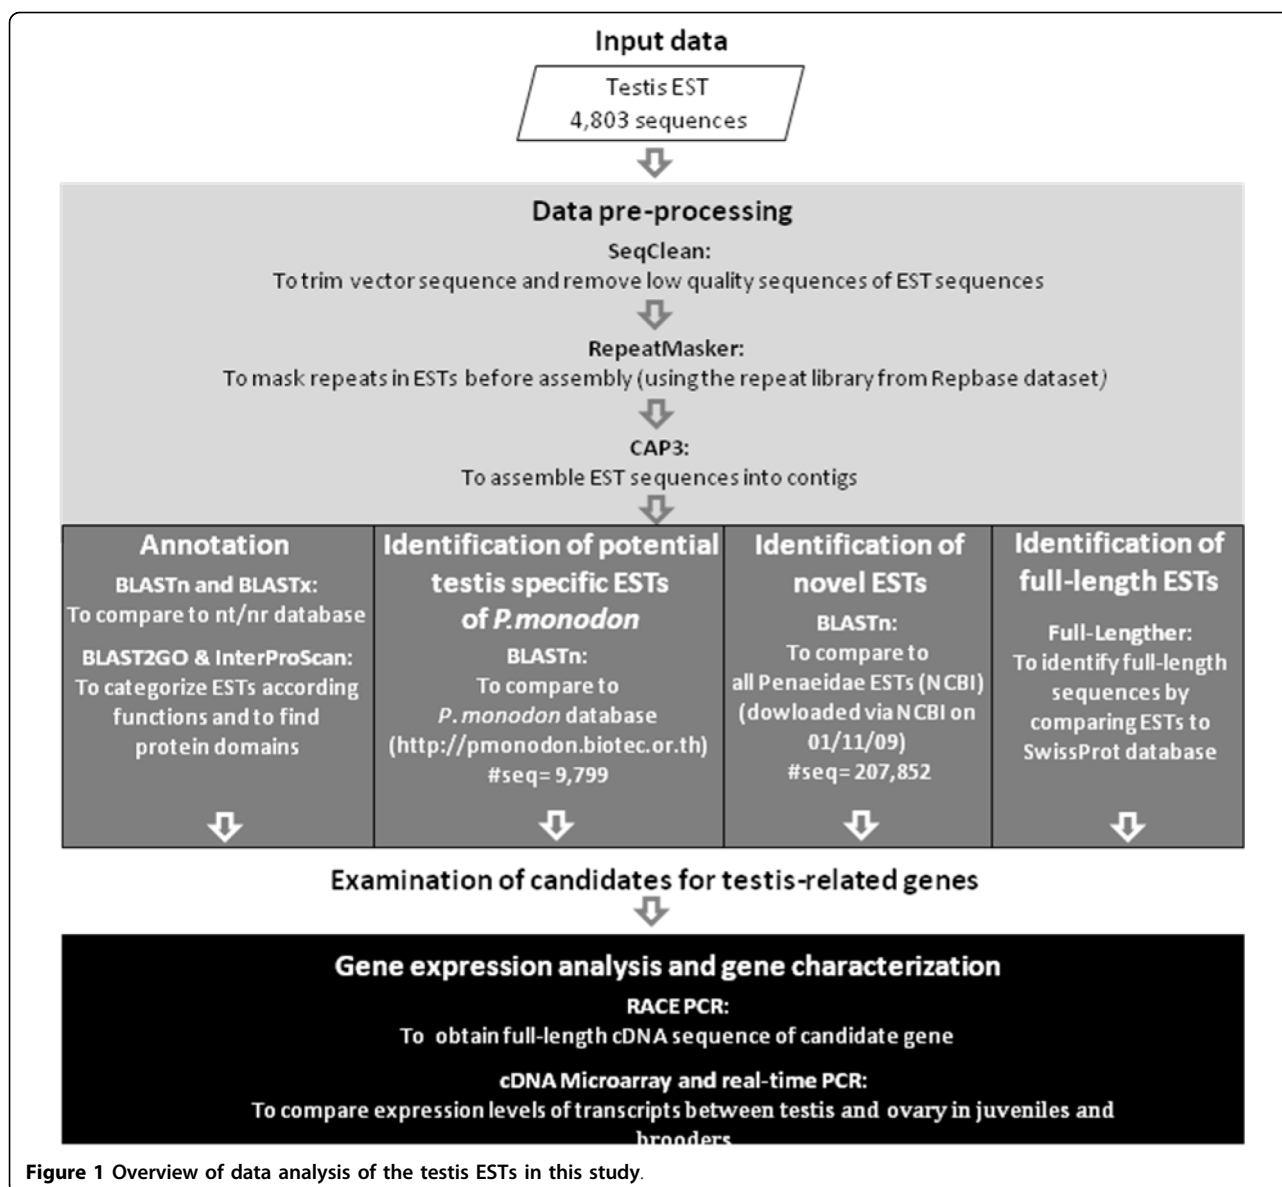 Input data
Testis EST
4,803 sequences
Data pre-processing
SeqClean:
To trim vector sequence and remove low quality sequences of EST sequences
RepeatMasker:
To mask repeats in ESTs before assembly (using the repeat library from Repbase dataset)
CAP3:
To assemble EST sequences into contigs
Annotation
BLASTn and BLASTx:
To compare to nt/nr database
BLAST2GO & InterProScan:
To categorize ESTs according
functions and to find
protein domains
Identification of potential
testis specific ESTs
of P.monodon
BLASTn:
To compare to
P. monodon database
(http://pmonodon.biotec.or.th)
#seq= 9,799
Identification of
novel ESTs
BLASTn:
To compare to
all Penaeidae ESTs (NCBI)
(dowloaded via NCBI on
01/11/09)
#seq= 207,852
Identification of
full-length ESTs
Full-Lengther:
To identify full-length
sequences by
comparing ESTs to
SwissProt database
Examination of candidates for testis-related genes
Gene expression analysis and gene characterization
RACE PCR:
To obtain full-length cDNA sequence of candidate gene
cDNA Microarray and real-time PCR:
To compare expression levels of transcripts between testis and ovary in juveniles and
brooders
Figure 1 Overview of data analysis of the testis ESTs in this study.